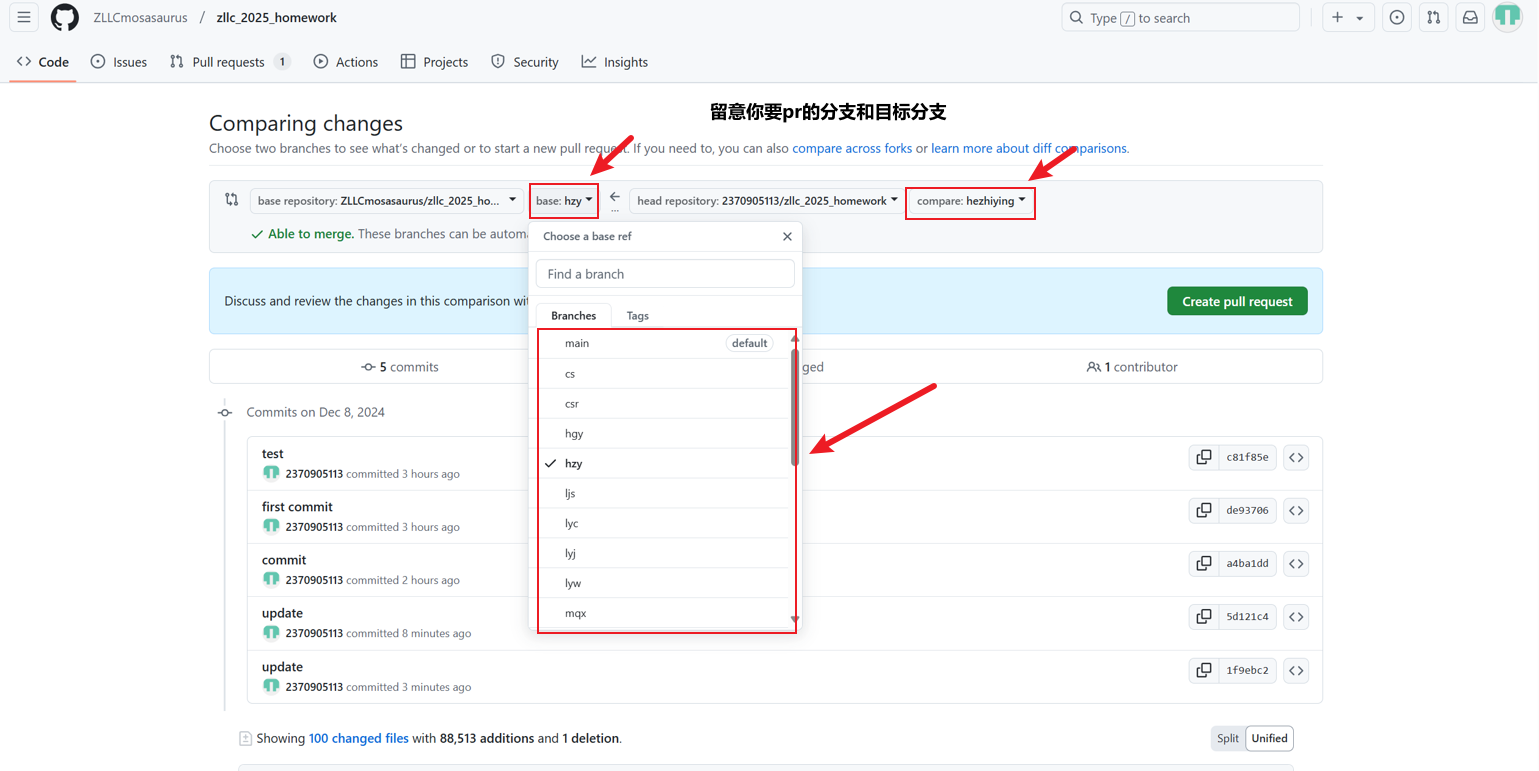 ZLLCmosasaurus / zllc_2025_homework
Type / to search
Code Issues Pull requests 1 Actions Projects Security Insights
留意你要pr的分支和目标分支
Comparing changes
Choose two branches to see what's changed or to start a new pull request. If you need to, you can also compare across forks or learn more about diff comparisons.
base repository: ZLLCmosasaurus/zllc_2025_ho... base: hzy ... head repository: 2370905113/zllc_2025_homework compare: hezhiying
Able to merge. These branches can be automa
Choose a base ref
Find a branch
Branches Tags
main default
cs
csr
hgy
hzy
ljs
lyc
lyj
lyw
mqx
Discuss and review the changes in this comparison wit
Create pull request
5 commits
ged
1 contributor
Commits on Dec 8, 2024
test
2370905113 committed 3 hours ago
c81f85e
first commit
2370905113 committed 3 hours ago
de93706
commit
2370905113 committed 2 hours ago
a4ba1dd
update
2370905113 committed 8 minutes ago
5d121c4
update
2370905113 committed 3 minutes ago
1f9ebc2
Showing 100 changed files with 88,513 additions and 1 deletion.
Split Unified